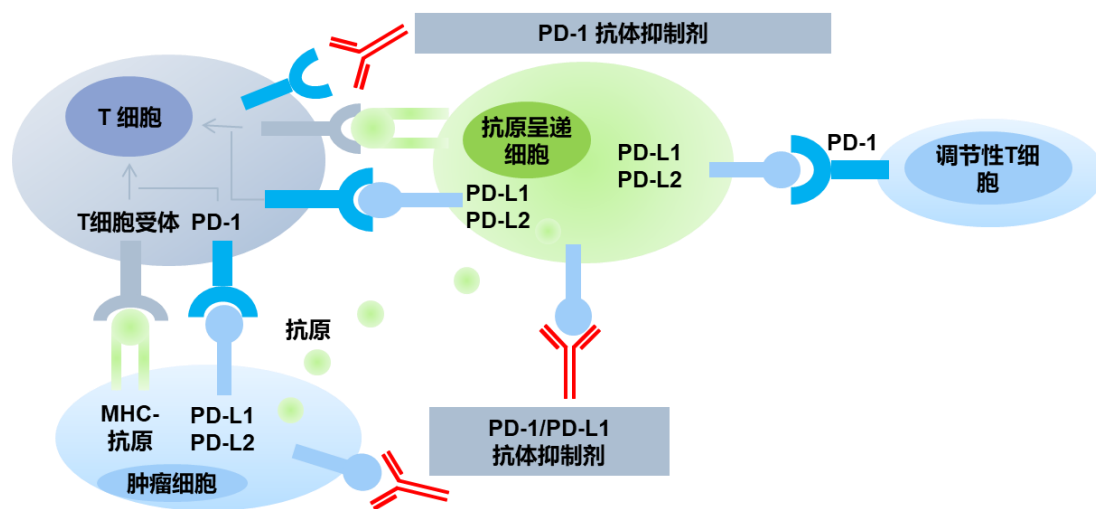 PD-1 抗体抑制剂
T 细胞
抗原呈递
细胞
PD-L1
PD-L2
PD-1
调节性T细
胞
PD-L1
PD-L2
T细胞受体
PD-1
抗原
MHC-
抗原
PD-L1
PD-L2
肿瘤细胞
PD-1/PD-L1
抗体抑制剂